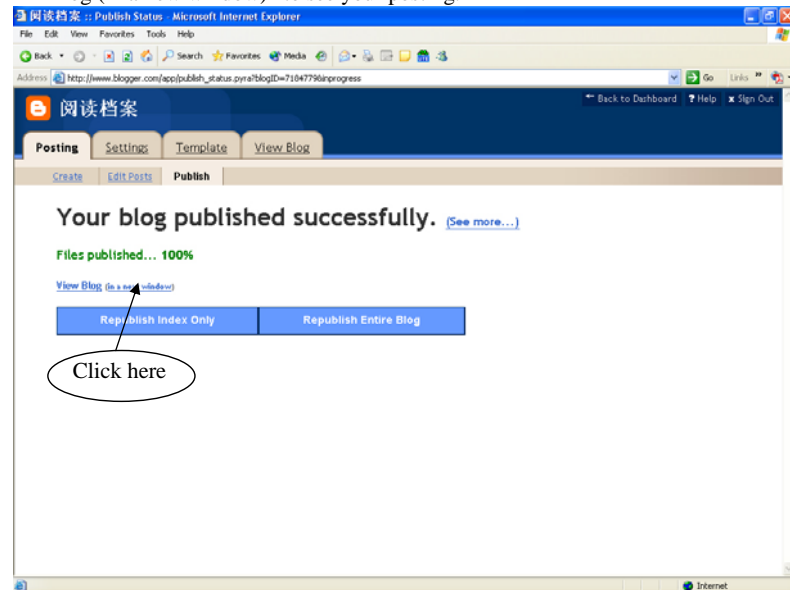 阅读档案 :: Publish Status - Microsoft Internet Explorer
File Edit View Favorites Tools Help
Back Search Favorites Media
Address http://www.blogger.com/app/publish_status.pyra?blogID=7104779&inprogress Go Links »
阅读档案
Back to Dashboard ? Help x Sign Out
Posting Settings Template View Blog
Create Edit Posts Publish
Your blog published successfully. (See more...)
Files published... 100%
View Blog (in a new window)
Republish Index Only Republish Entire Blog
Click here
Internet